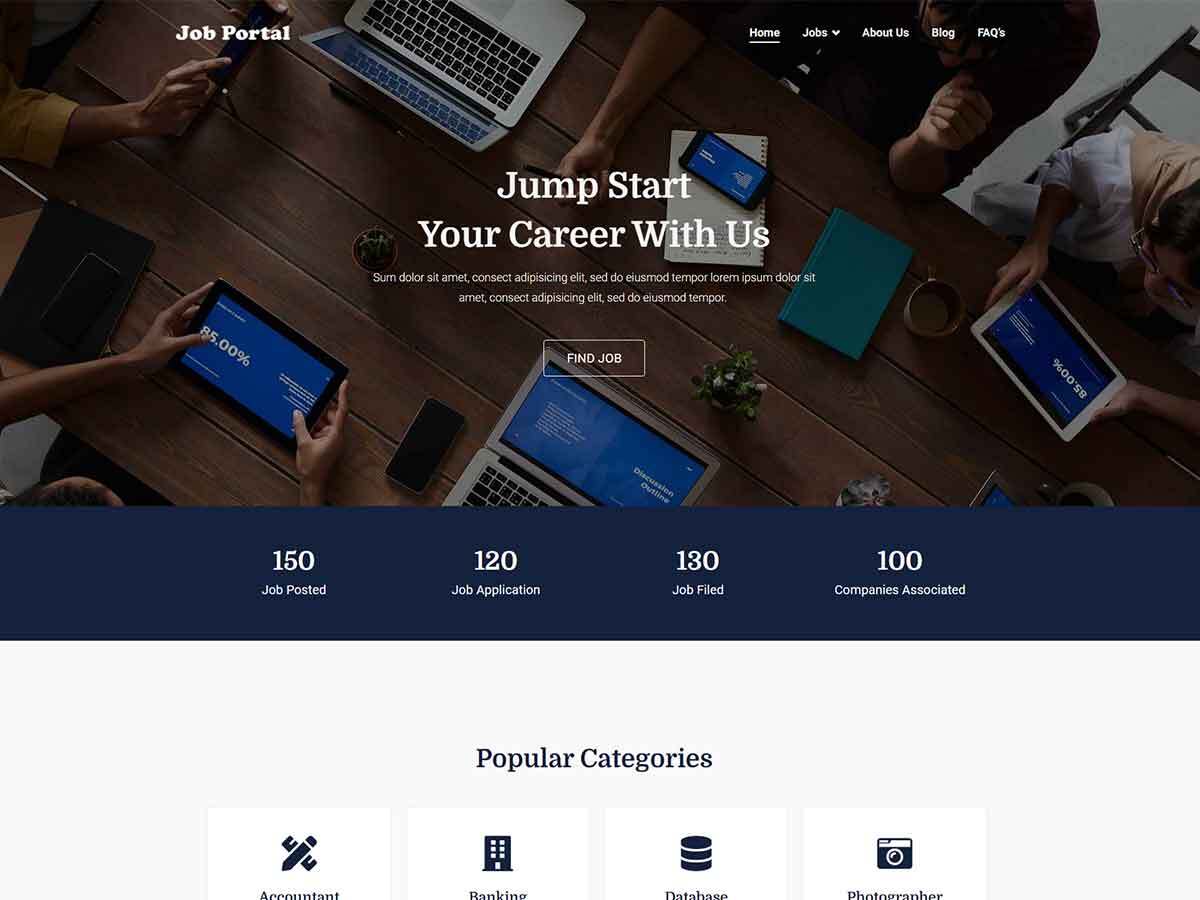 Job Portal
Home Jobs About Us Blog FAQ's
Jump Start
Your Career With Us
Sum dolor sit amet, consect adipisicing elit, sed do eiusmod tempor lorem ipsum dolor sit
amet, consect adipisicing elit, sed do eiusmod tempor.
85.00%
85.00%
FIND JOB
Discussion
Outline
150 120 130 100
Job Posted Job Application Job Filed Companies Associated
Popular Categories
Accountant Banking Database Photographer